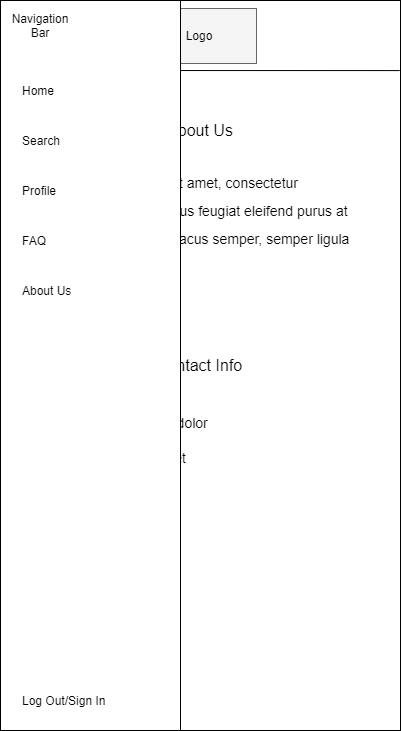 Navigation
Bar
Logo
Home
Search
Profile
FAQ
About Us
Log Out/Sign In
bout Us
t amet, consectetur
us feugiat eleifend purus at
acus semper, semper ligula
ntact Info
dolor
et